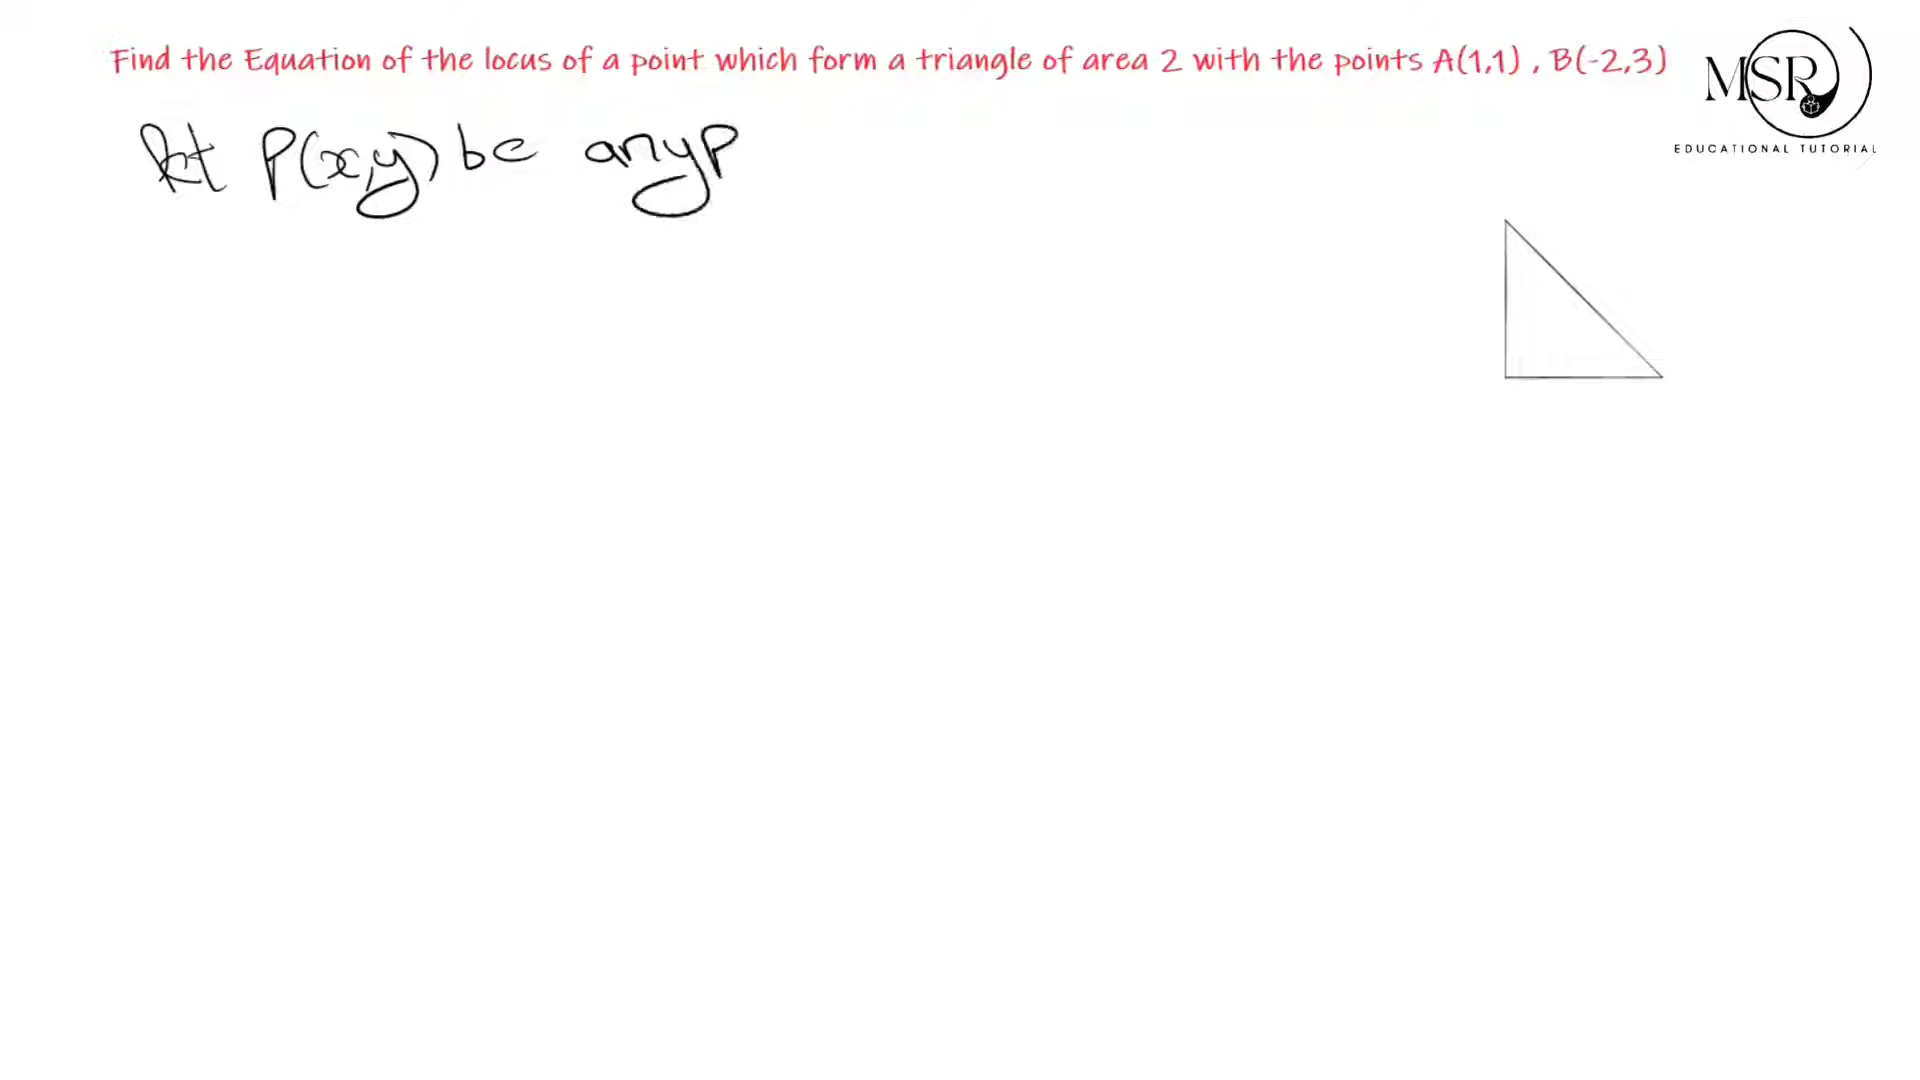 Find the Equation of the locus of a point which form a triangle of area 2 with the points A(1,1) , B(-2,3)
MSR
EDUCATIONAL TUTORIAL
let P(x,y) be any p